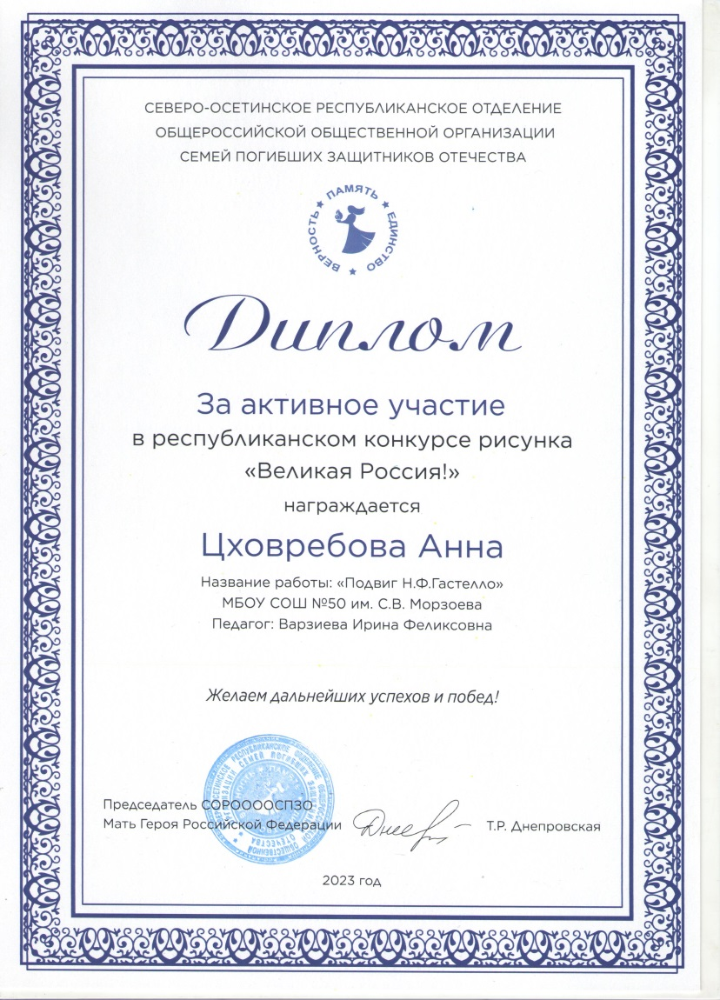 СЕВЕРО-ОСЕТИНСКОЕ РЕСПУБЛИКАНСКОЕ ОТДЕЛЕНИЕ
ОБЩЕРОССИЙСКОЙ ОБЩЕСТВЕННОЙ ОРГАНИЗАЦИИ
СЕМЕЙ ПОГИБШИХ ЗАЩИТНИКОВ ОТЕЧЕСТВА
ВЕРНОСТЬ ★ ПАМЯТЬ ★ ЕДИНСТВО ★
Диплом
За активное участие
в республиканском конкурсе рисунка
«Великая Россия!»
награждается
Цховребова Анна
Название работы: «Подвиг Н.Ф.Гастелло»
МБОУ СОШ №50 им. С.В. Морзоева
Педагог: Варзиева Ирина Феликсовна
Желаем дальнейших успехов и побед!
Председатель СОРООООСПЗО
Мать Героя Российской Федерации
Т.Р. Днепровская
2023 год